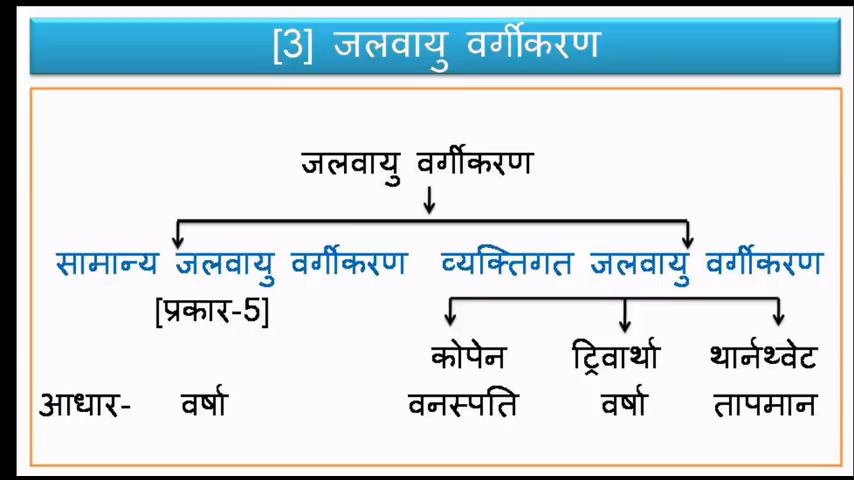 [3] जलवायु वर्गीकरण
जलवायु वर्गीकरण
सामान्य जलवायु वर्गीकरण व्यक्तिगत जलवायु वर्गीकरण
[प्रकार-5]
कोपेन ट्रिवार्था थार्नथ्वेट
आधार- वर्षा वनस्पति वर्षा तापमान